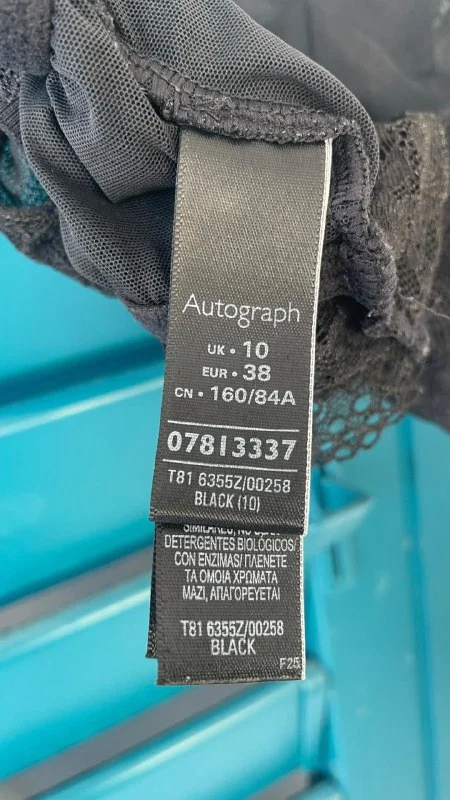 Autograph
UK • 10
EUR • 38
CN • 160/84A
07813337
T81 6355Z/00258
BLACK (10)
DETERGENTES BIOLÓGICOS/
CON ENZIMAS/ ΠΛΕΝΕΤΕ
ΤΑ ΟΜΟΙΑ ΧΡΩΜΑΤΑ
ΜΑΖΙ, ΑΠΑΓΟΡΕΥΕΤΑΙ
T81 6355Z/00258
BLACK
F25